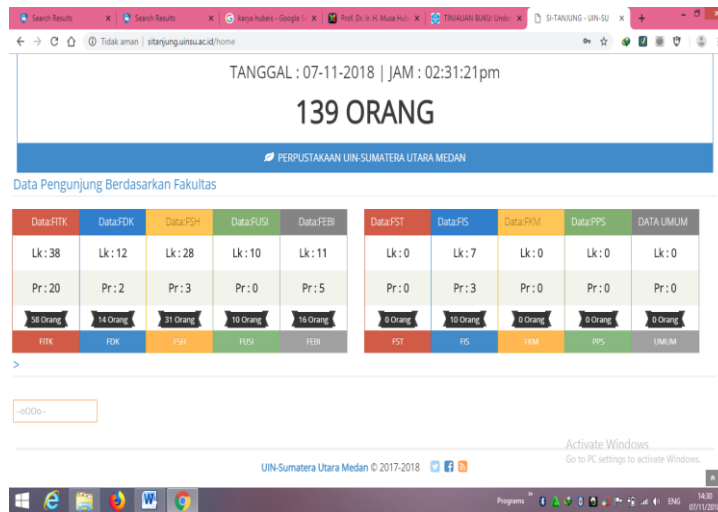 Search Results
Search Results
karya hubeis - Google S
Prof. Dr. Ir. H. Musa Hub
TINJAUAN BUKU: Under
SI-TANJUNG - UIN-SU
Tidak aman | sitanjung.uinsu.ac.id/home
TANGGAL : 07-11-2018 | JAM : 02:31:21pm
139 ORANG
PERPUSTAKAAN UIN-SUMATERA UTARA MEDAN
Data Pengunjung Berdasarkan Fakultas
Data:FITK Data:FDK Data:FSH Data:FUSI Data:FEBI Data:FST Data:FIS Data:FKM Data:PPS DATA UMUM
Lk : 38 Lk : 12 Lk : 28 Lk : 10 Lk : 11 Lk : 0 Lk : 7 Lk : 0 Lk : 0 Lk : 0
Pr : 20 Pr : 2 Pr : 3 Pr : 0 Pr : 5 Pr : 0 Pr : 3 Pr : 0 Pr : 0 Pr : 0
58 Orang 14 Orang 31 Orang 10 Orang 16 Orang 0 Orang 10 Orang 0 Orang 0 Orang 0 Orang
FITK FDK FSH FUSI FEBI FST FIS FKM PPS UMUM
>
--oOOo--
Activate Windows
Go to PC settings to activate Windows.
UIN-Sumatera Utara Medan © 2017-2018
Programs
ENG
14:30
07/11/201